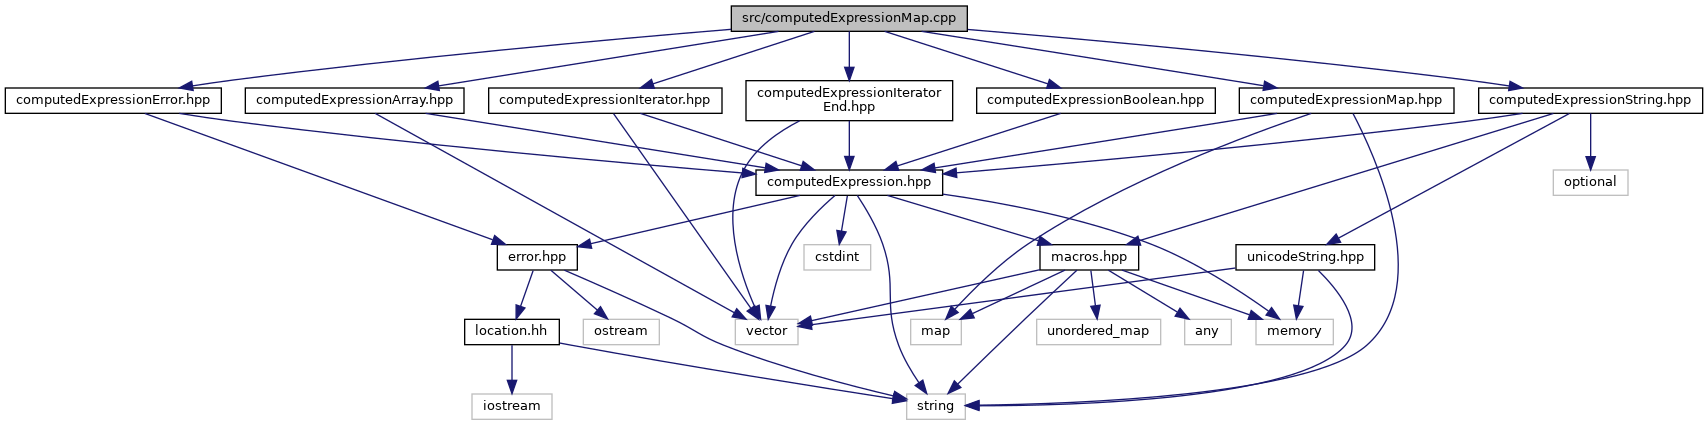 src/computedExpressionMap.cpp
computedExpressionError.hpp
computedExpressionArray.hpp
computedExpressionIterator.hpp
computedExpressionIterator
End.hpp
computedExpressionBoolean.hpp
computedExpressionMap.hpp
computedExpressionString.hpp
computedExpression.hpp
optional
error.hpp
cstdint
macros.hpp
unicodeString.hpp
location.hh
ostream
vector
map
unordered_map
any
memory
iostream
string